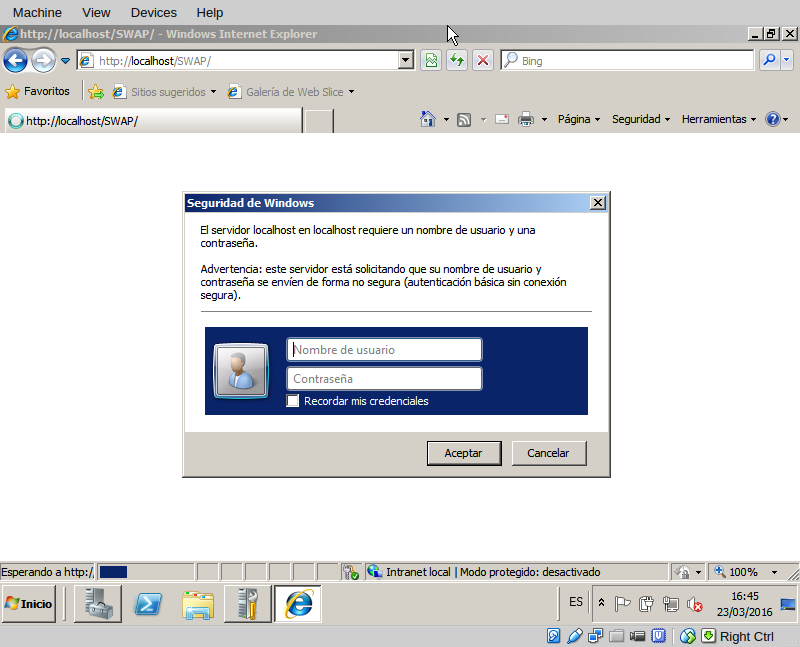 Machine View Devices Help
http://localhost/SWAP/ - Windows Internet Explorer
http://localhost/SWAP/ Bing
Favoritos Sitios sugeridos Galería de Web Slice
http://localhost/SWAP/ Página Seguridad Herramientas
Seguridad de Windows
El servidor localhost en localhost requiere un nombre de usuario y una
contraseña.
Advertencia: este servidor está solicitando que su nombre de usuario y
contraseña se envíen de forma no segura (autenticación básica sin conexión
segura).
Nombre de usuario
Contraseña
Recordar mis credenciales
Aceptar Cancelar
Esperando a http:/ Intranet local | Modo protegido: desactivado 100%
Inicio ES 16:45
23/03/2016
Right Ctrl